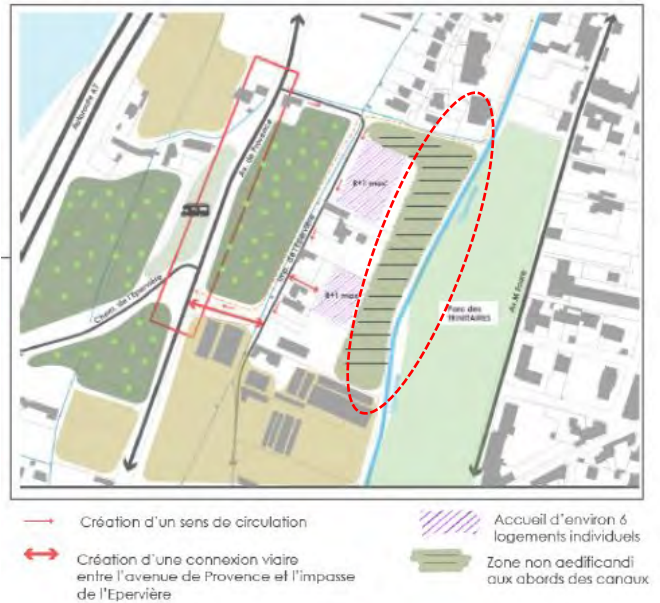 Autoroute A7
Av. de Provence
Imp. de l'Epervière
Chem. de l'Epervière
R+1 max
R+1 max
Parc des
TRINITAIRES
Av. M. Faure
Création d'un sens de circulation
Création d'une connexion viaire
entre l'avenue de Provence et l'impasse
de l'Epervière
Accueil d'environ 6
logements individuels
Zone non aedificandi
aux abords des canaux